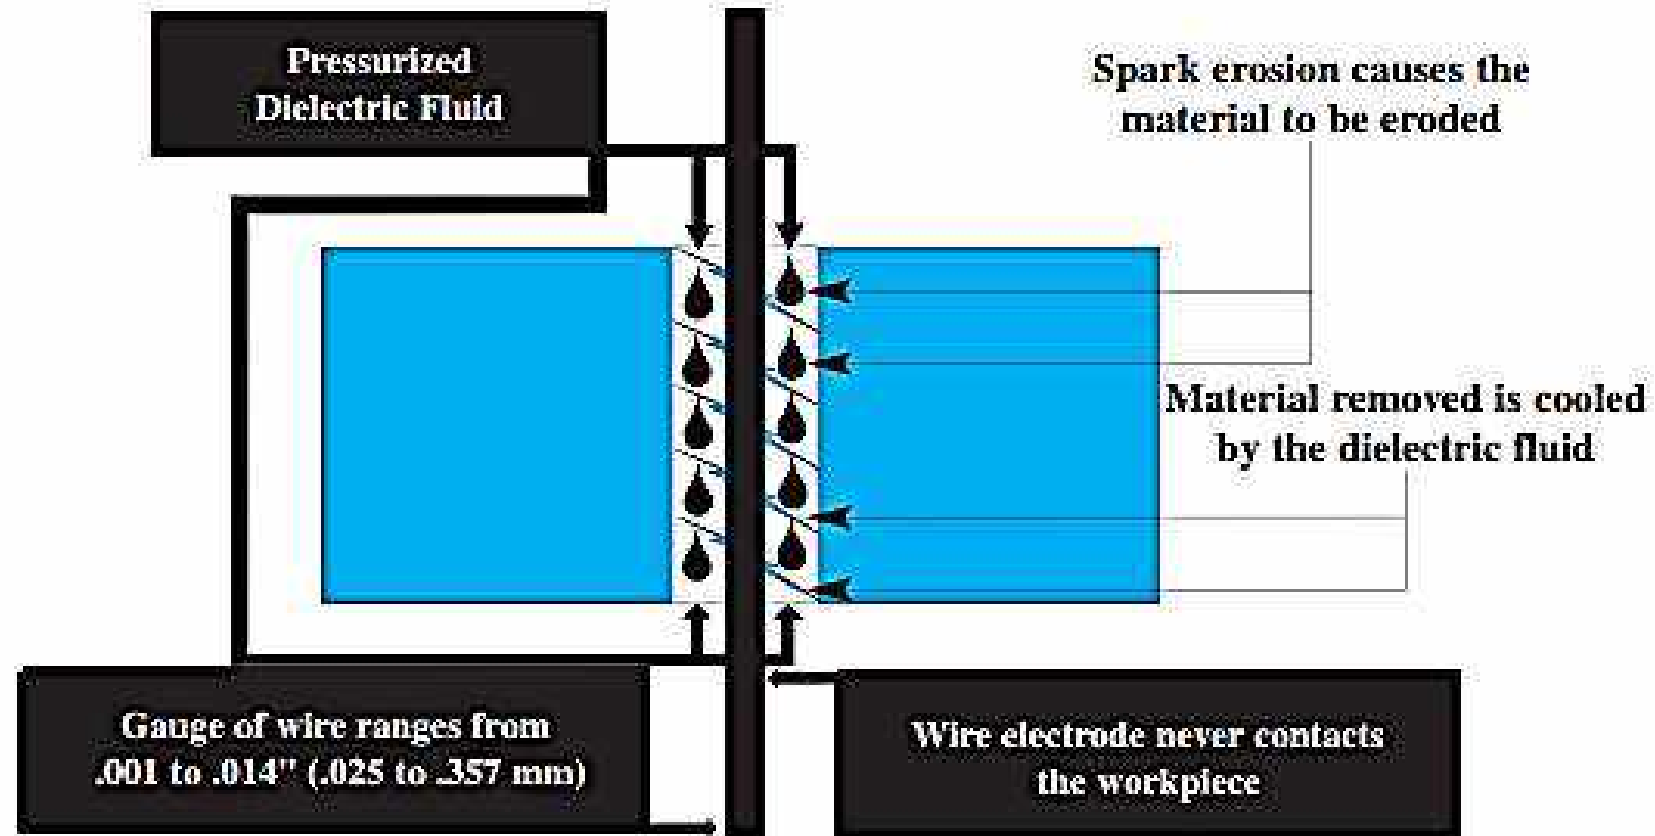 Pressurized
Dielectric Fluid
Spark erosion causes the
material to be eroded
Material removed is cooled
by the dielectric fluid
Gauge of wire ranges from
.001 to .014" (.025 to .357 mm)
Wire electrode never contacts
the workpiece